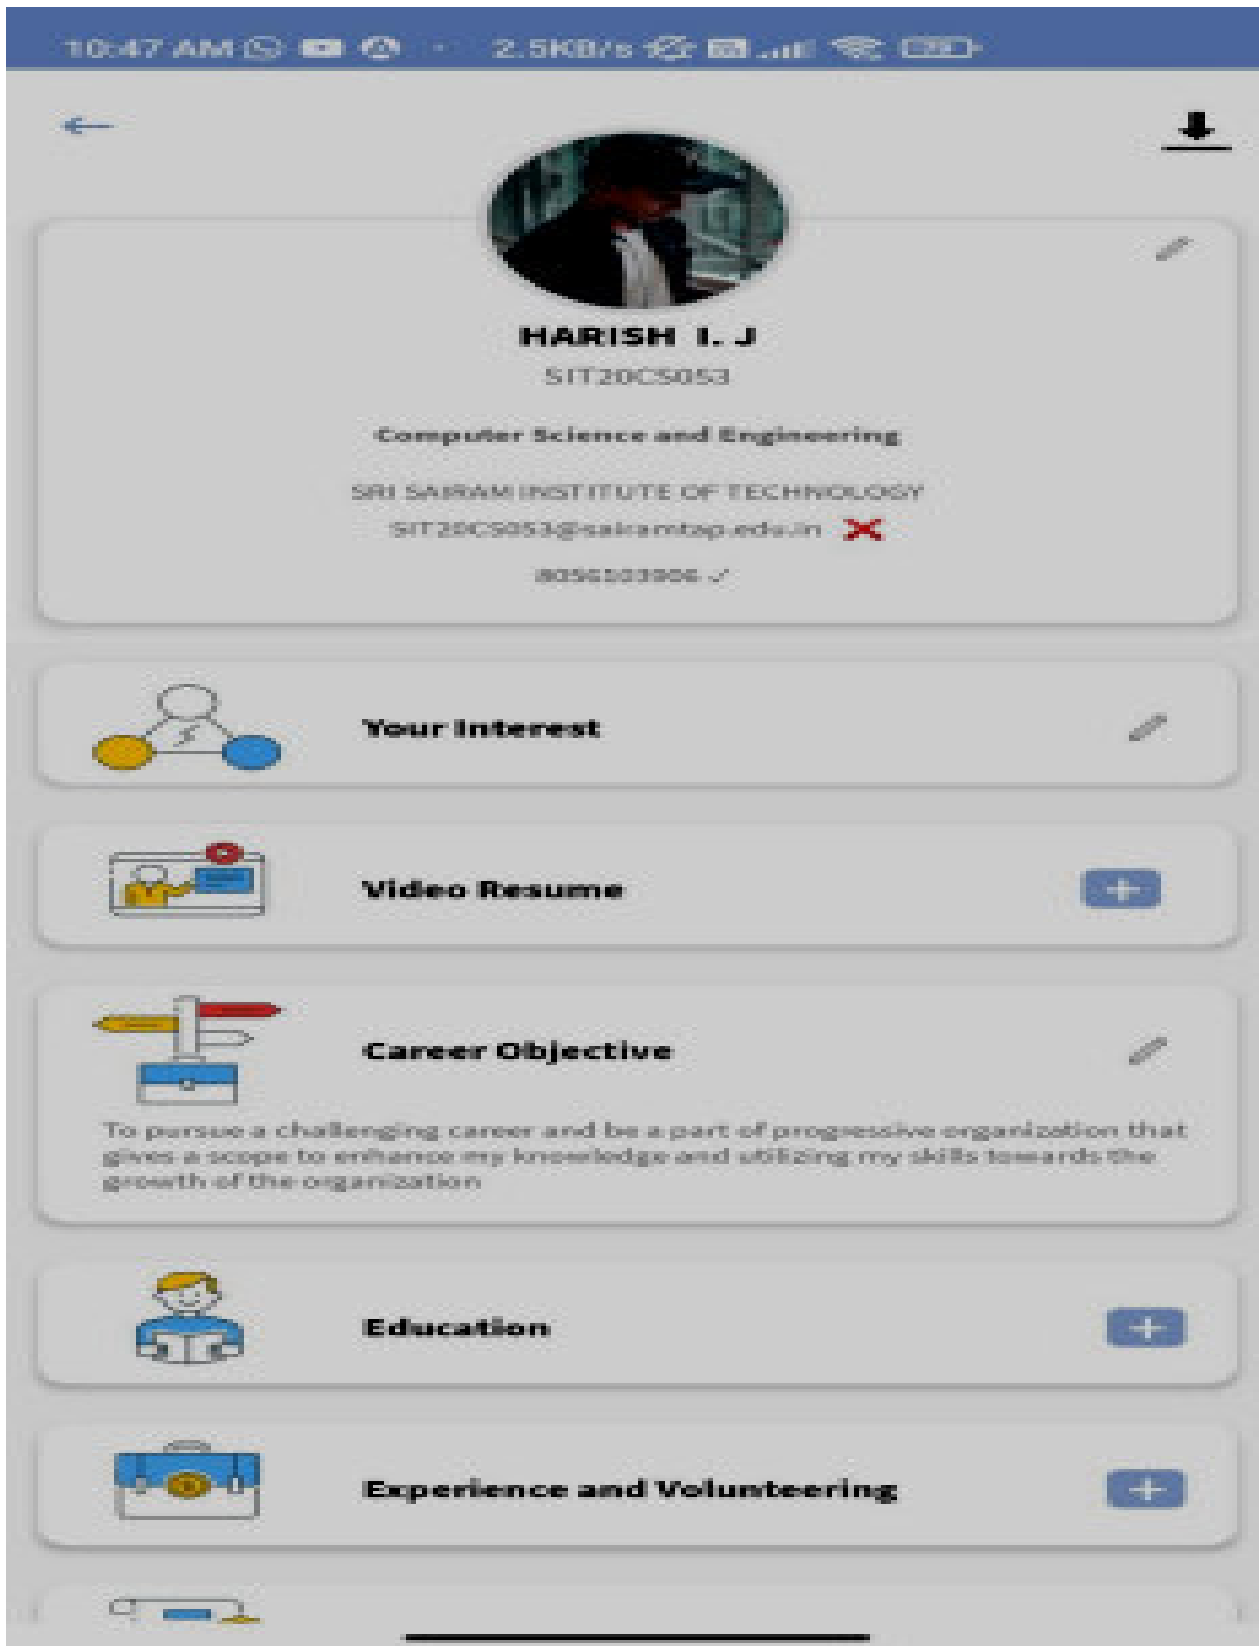 10:47 AM 2.5KB/s
HARISH I. J
SIT20CS053
Computer Science and Engineering
SRI SAIRAM INSTITUTE OF TECHNOLOGY
SIT20CS053@sairamtap.edu.in
8056103906
Your Interest
Video Resume
Career Objective
To pursue a challenging career and be a part of progressive organization that
gives a scope to enhance my knowledge and utilizing my skills towards the
growth of the organization
Education
Experience and Volunteering